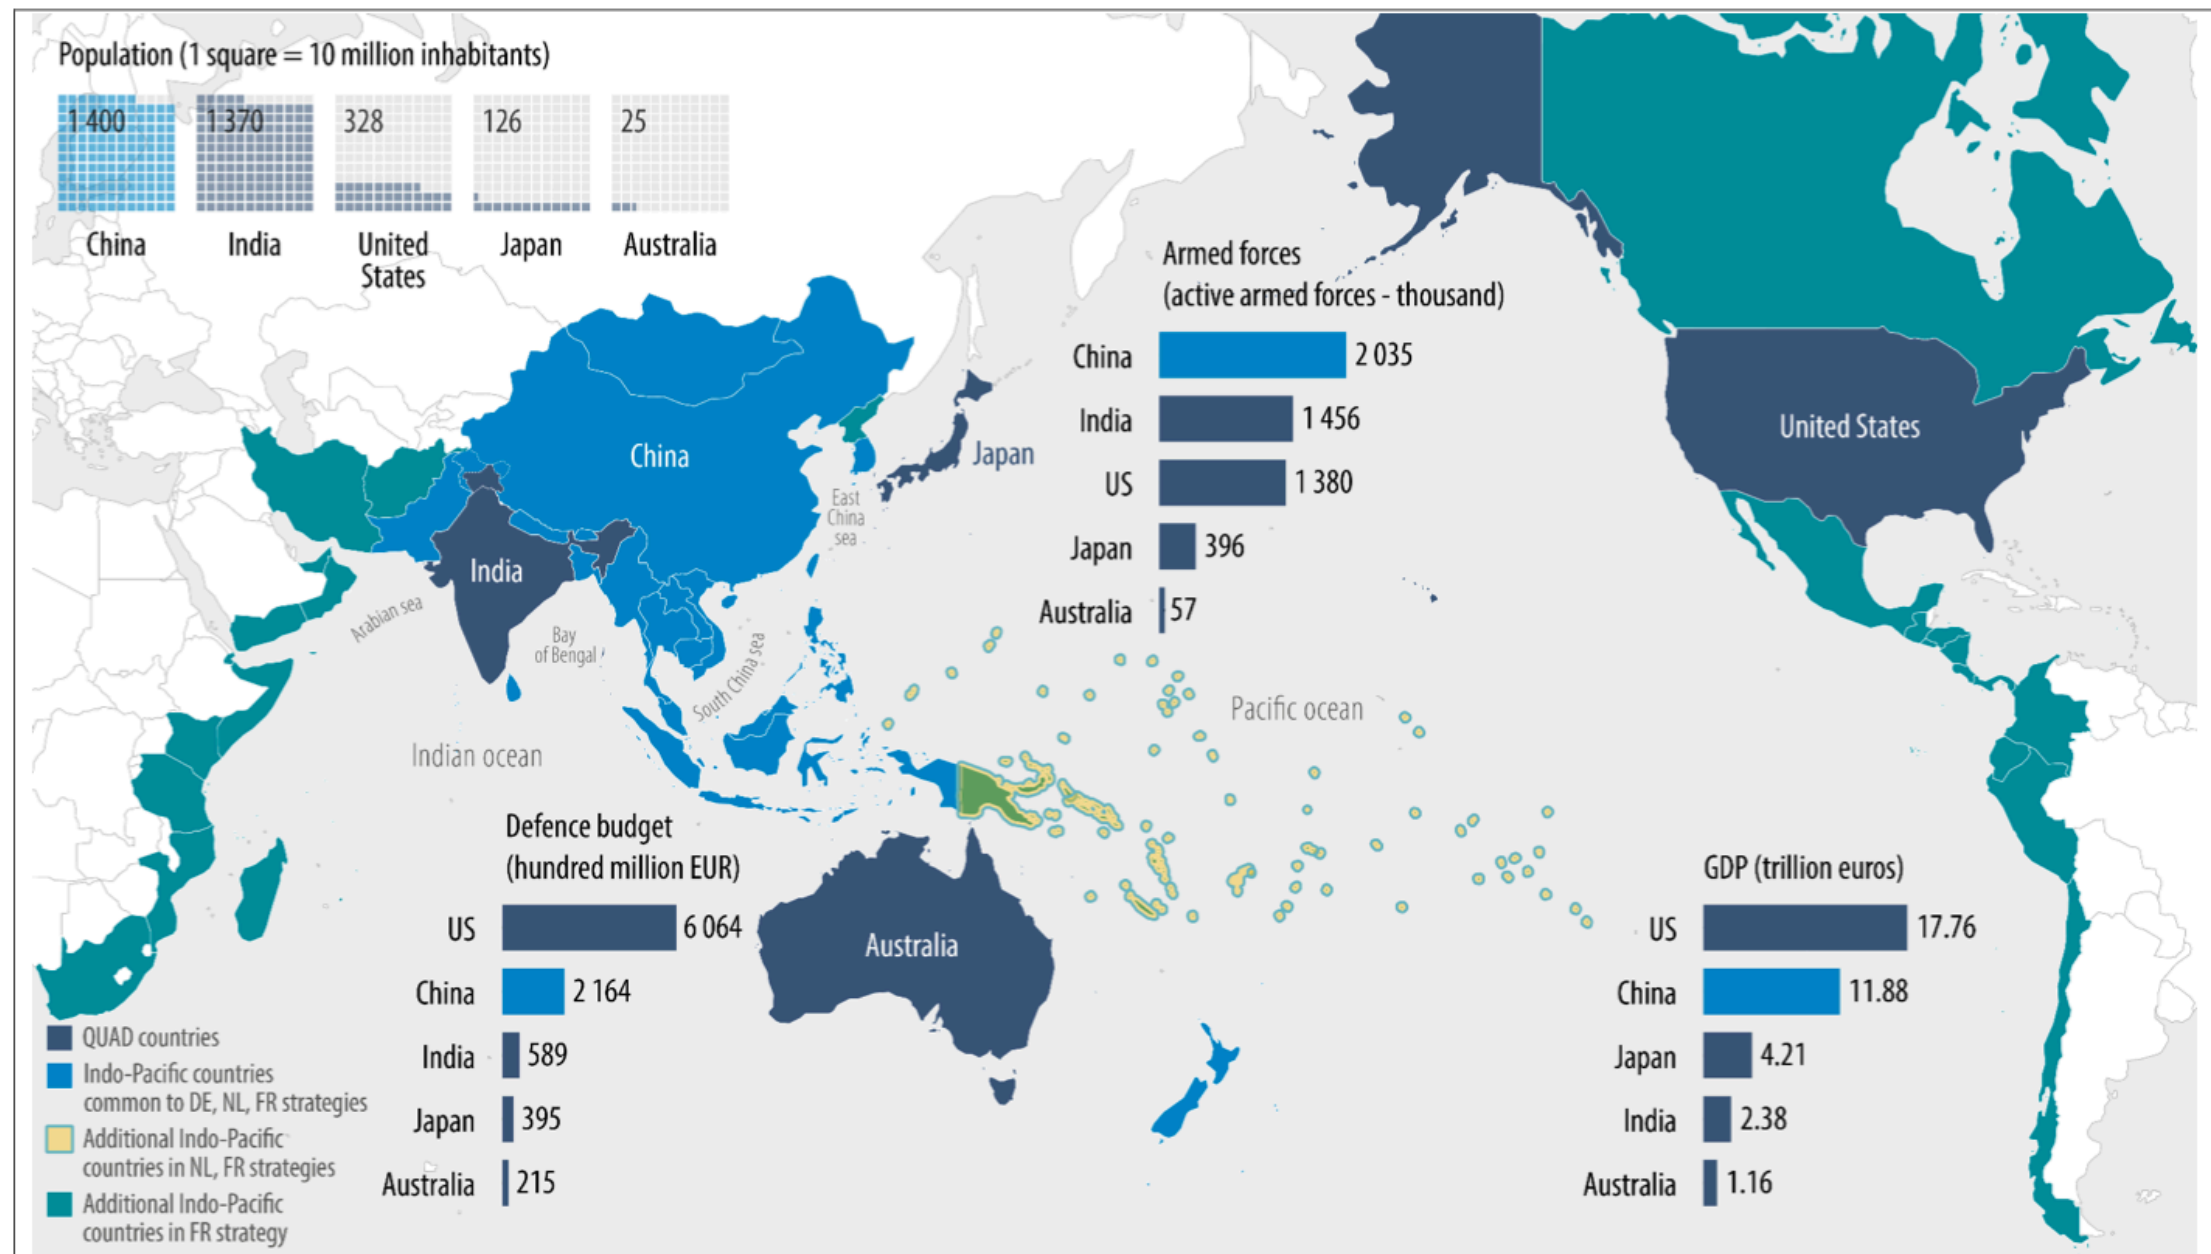 Population (1 square = 10 million inhabitants)
1 400
1 370
328
126
25
China
India
United
States
Japan
Australia
Armed forces
(active armed forces - thousand)
China
2 035
India
1 456
US
1 380
Japan
396
Australia
57
China
Japan
East
China
sea
India
Arabian sea
Bay
of Bengal
South China sea
Indian ocean
Pacific ocean
United States
Australia
Defence budget
(hundred million EUR)
US
6 064
China
2 164
India
589
Japan
395
Australia
215
GDP (trillion euros)
US
17.76
China
11.88
Japan
4.21
India
2.38
Australia
1.16
QUAD countries
Indo-Pacific countries
common to DE, NL, FR strategies
Additional Indo-Pacific
countries in NL, FR strategies
Additional Indo-Pacific
countries in FR strategy